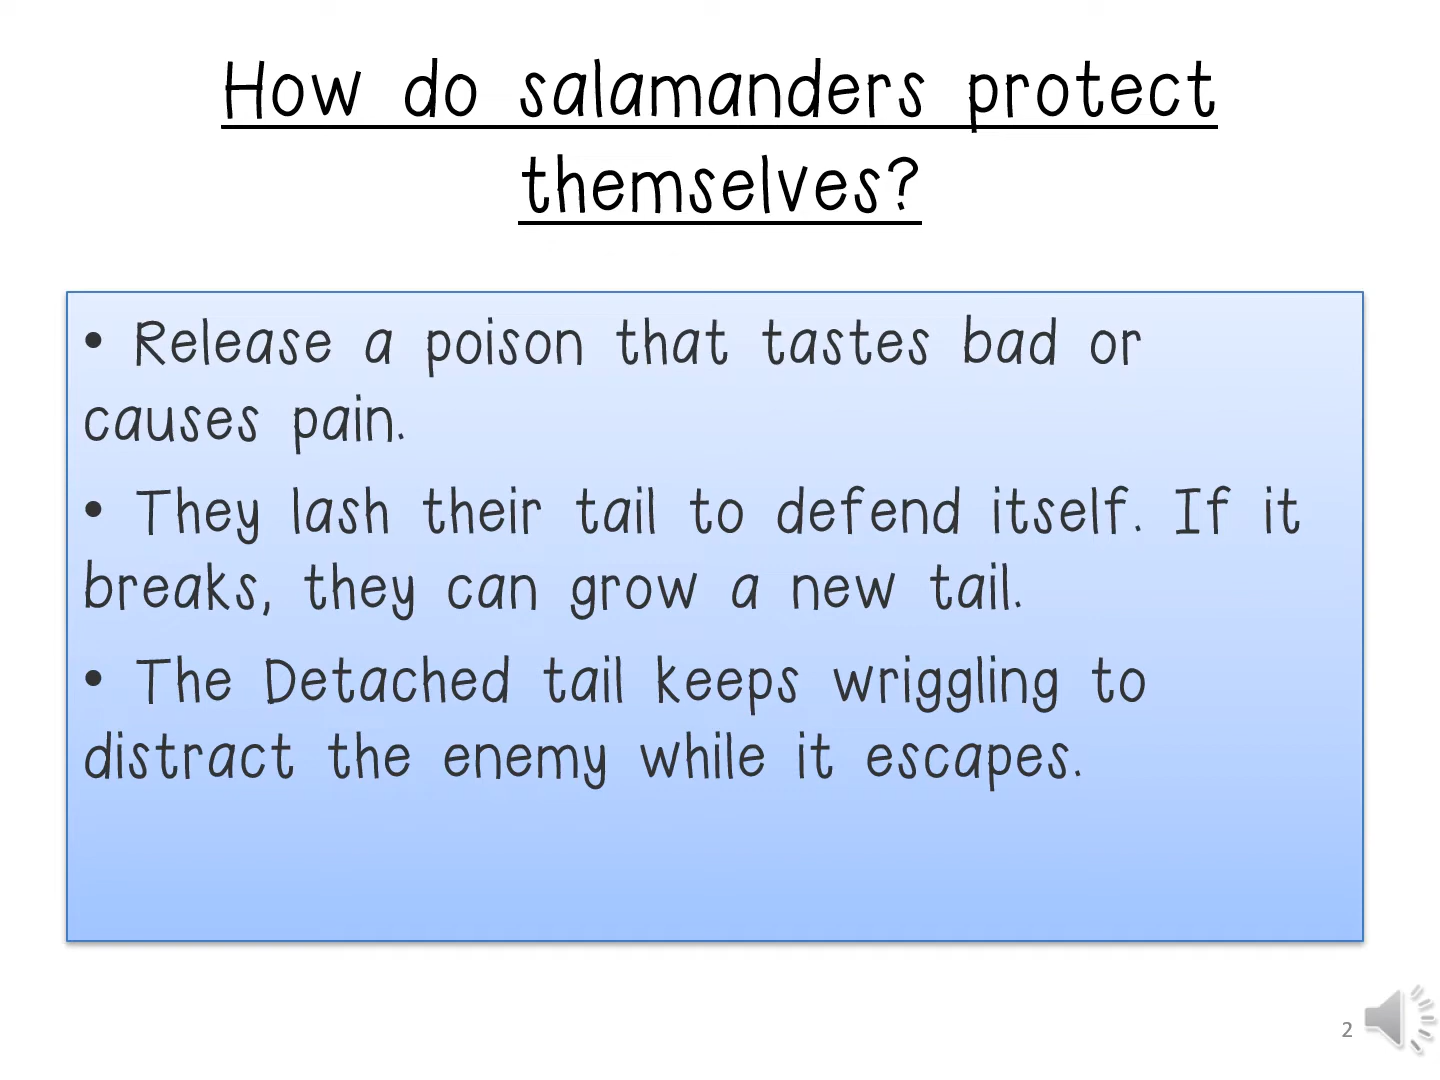 How do salamanders protect
themselves?
• Release a poison that tastes bad or
causes pain.
• They lash their tail to defend itself. If it
breaks, they can grow a new tail.
• The Detached tail keeps wriggling to
distract the enemy while it escapes.
2